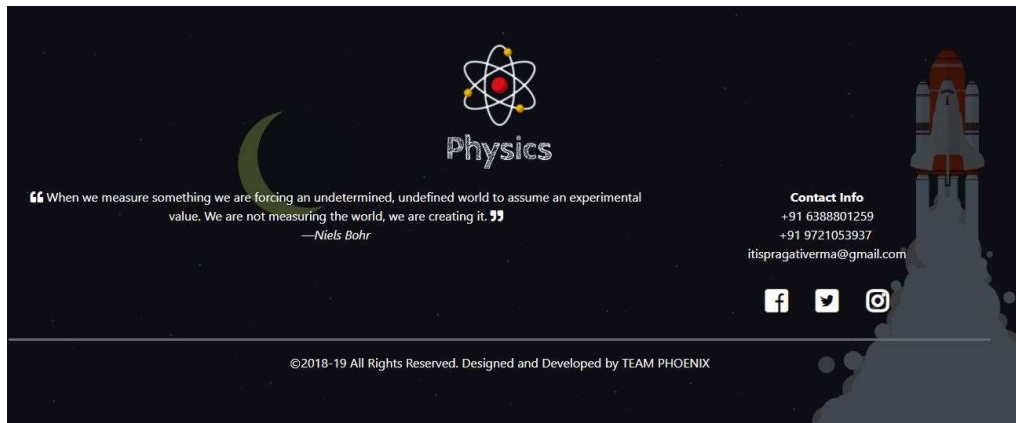 Physics
❝ When we measure something we are forcing an undetermined, undefined world to assume an experimental
value. We are not measuring the world, we are creating it. ❞
—Niels Bohr
Contact Info
+91 6388801259
+91 9721053937
itispragativerma@gmail.com
©2018-19 All Rights Reserved. Designed and Developed by TEAM PHOENIX